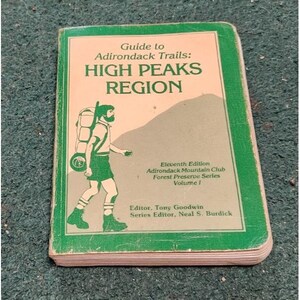 Guide to
Adirondack Trails:
HIGH PEAKS
REGION
Eleventh Edition
Adirondack Mountain Club
Forest Preserve Series
Volume I
Editor, Tony Goodwin
Series Editor, Neal S. Burdick